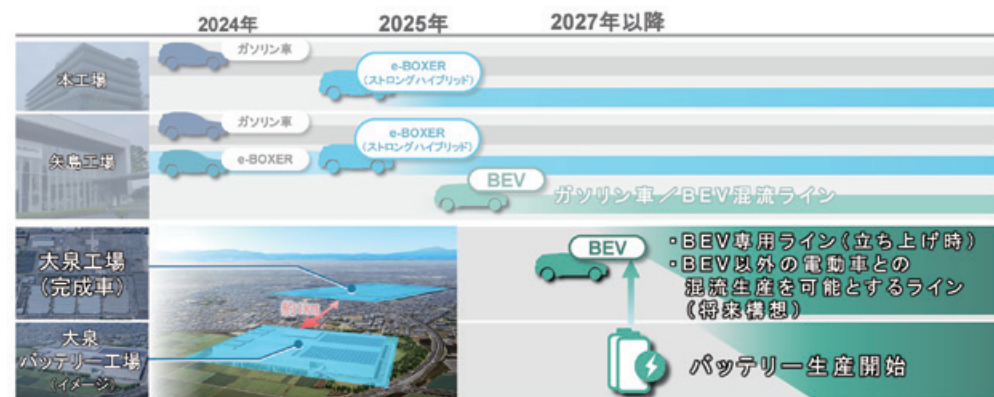 2024年
2025年
2027年以降
本工場
ガソリン車
e-BOXER
(ストロングハイブリッド)
矢島工場
ガソリン車
e-BOXER
e-BOXER
(ストロングハイブリッド)
BEV
ガソリン車／BEV混流ライン
大泉工場
(完成車)
BEV
・BEV専用ライン(立ち上げ時)
・BEV以外の電動車との
混流生産を可能とするライン
(将来構想)
大泉
バッテリー工場
(イメージ)
バッテリー生産開始